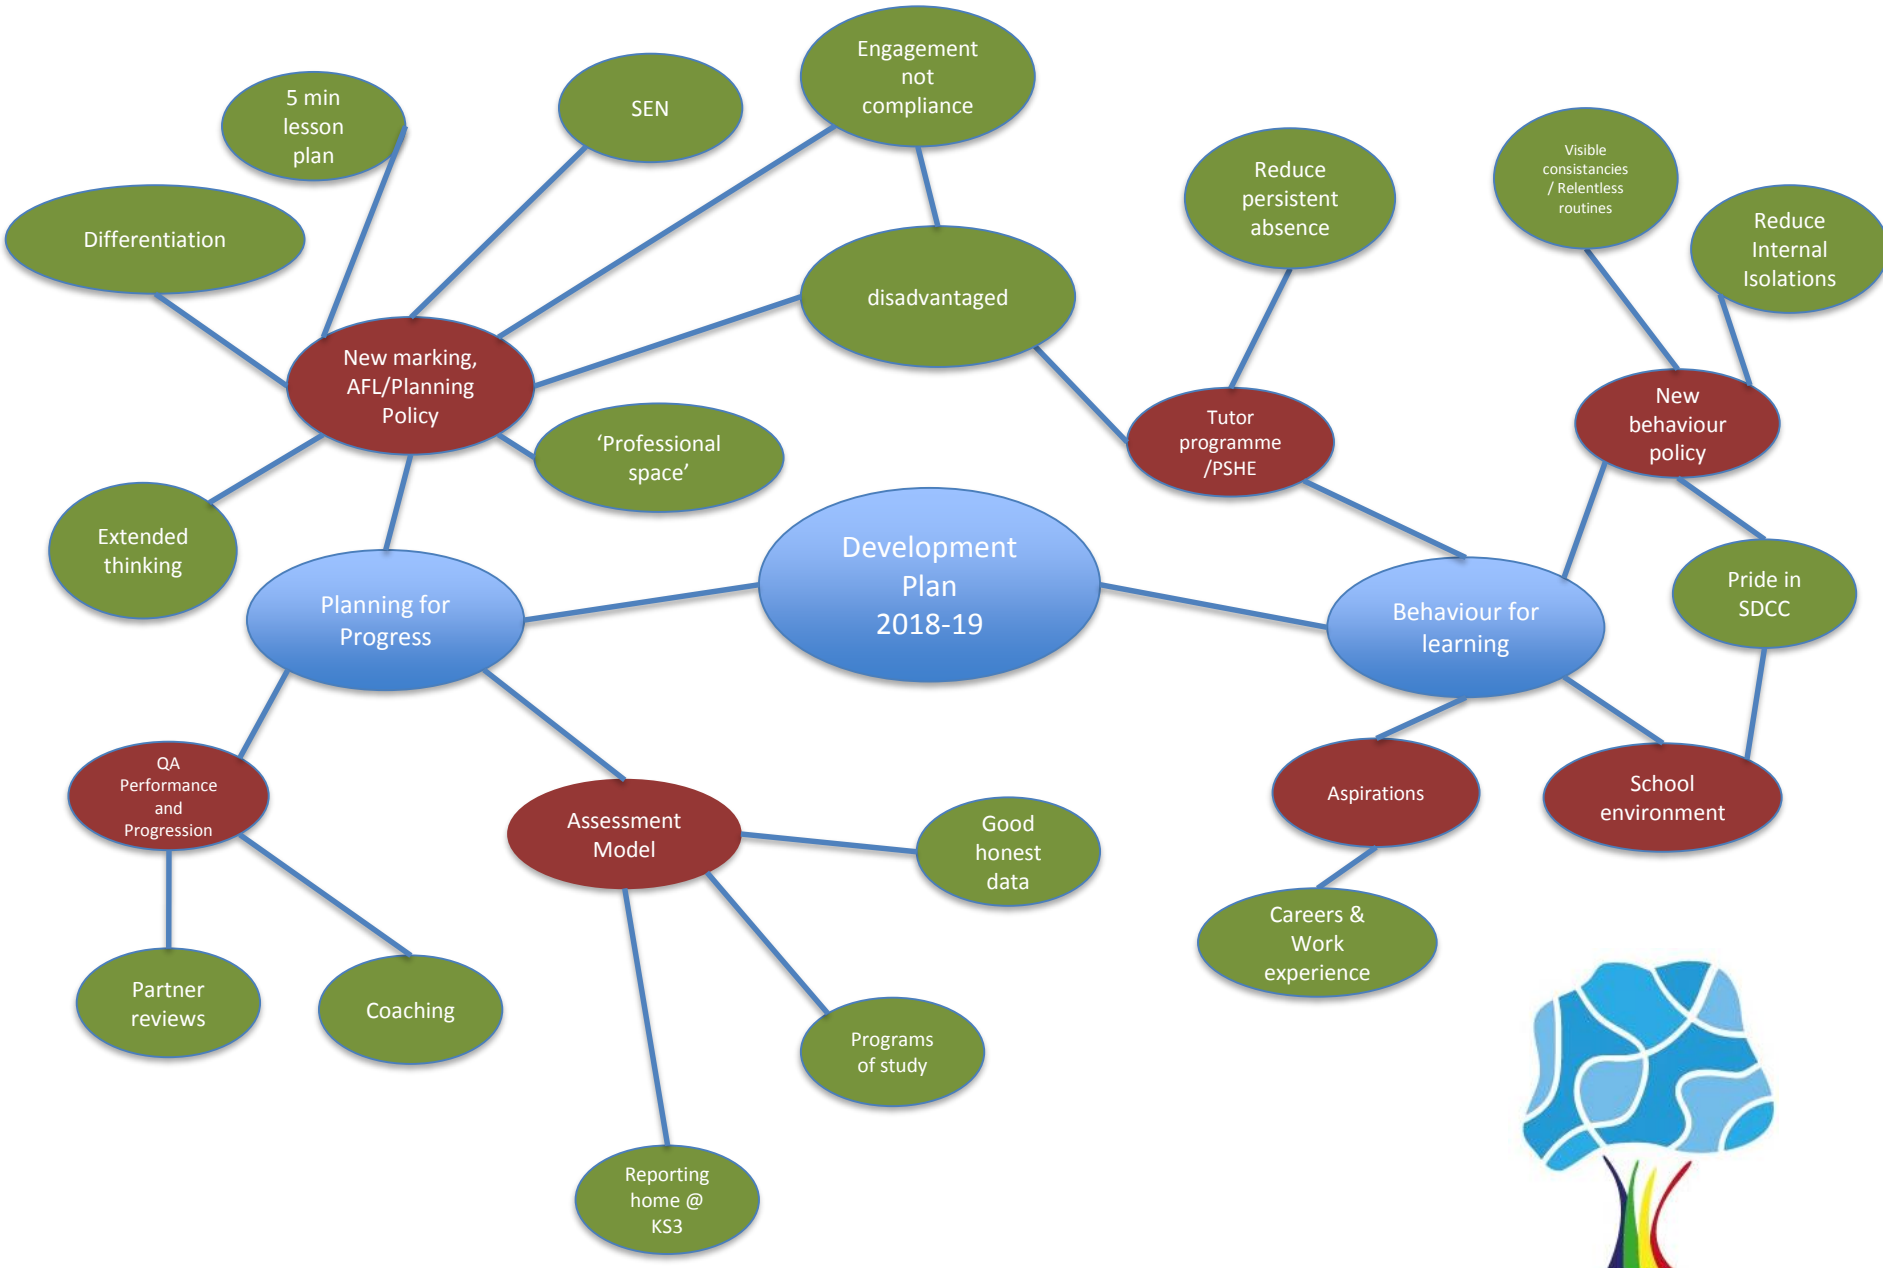 Engagement
not
compliance
5 min
lesson
plan
SEN
Visible
consistancies
/ Relentless
routines
Reduce
persistent
absence
Reduce
Internal
Isolations
Differentiation
disadvantaged
New marking,
AFL/Planning
Policy
New
behaviour
policy
Tutor
programme
/PSHE
‘Professional
space’
Extended
thinking
Development
Plan
2018-19
Pride in
SDCC
Planning for
Progress
Behaviour for
learning
QA
Performance
and
Progression
Assessment
Model
Good
honest
data
Aspirations
School
environment
Careers &
Work
experience
Partner
reviews
Coaching
Programs
of study
Reporting
home @
KS3